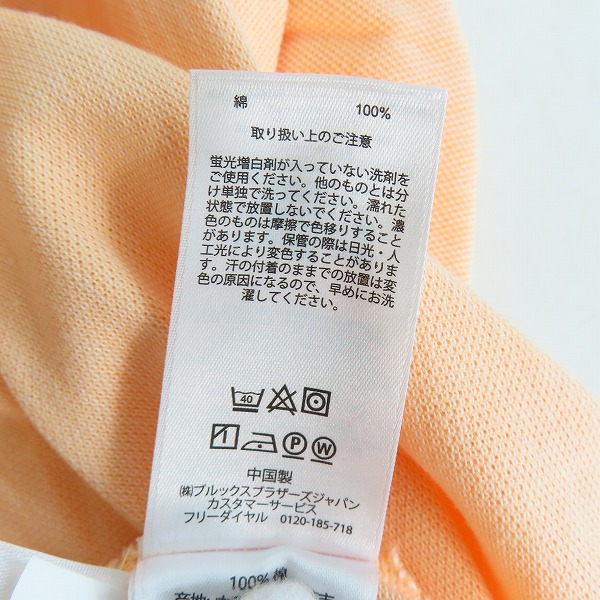 綿 100%
取り扱い上のご注意
蛍光増白剤が入っていない洗剤を
ご使用ください。他のものとは分
け単独で洗ってください。濡れた
状態で放置しないでください。濃
色のものは摩擦で色移りすること
があります。保管の際は日光・人
工光により変色することがありま
す。汗の付着のままでの放置は変
色の原因になるので、早めにお洗
濯してください。
40
1 P W
中国製
㈱ブルックスブラザーズジャパン
カスタマーサービス
フリーダイヤル 0120-185-718
100% 綿